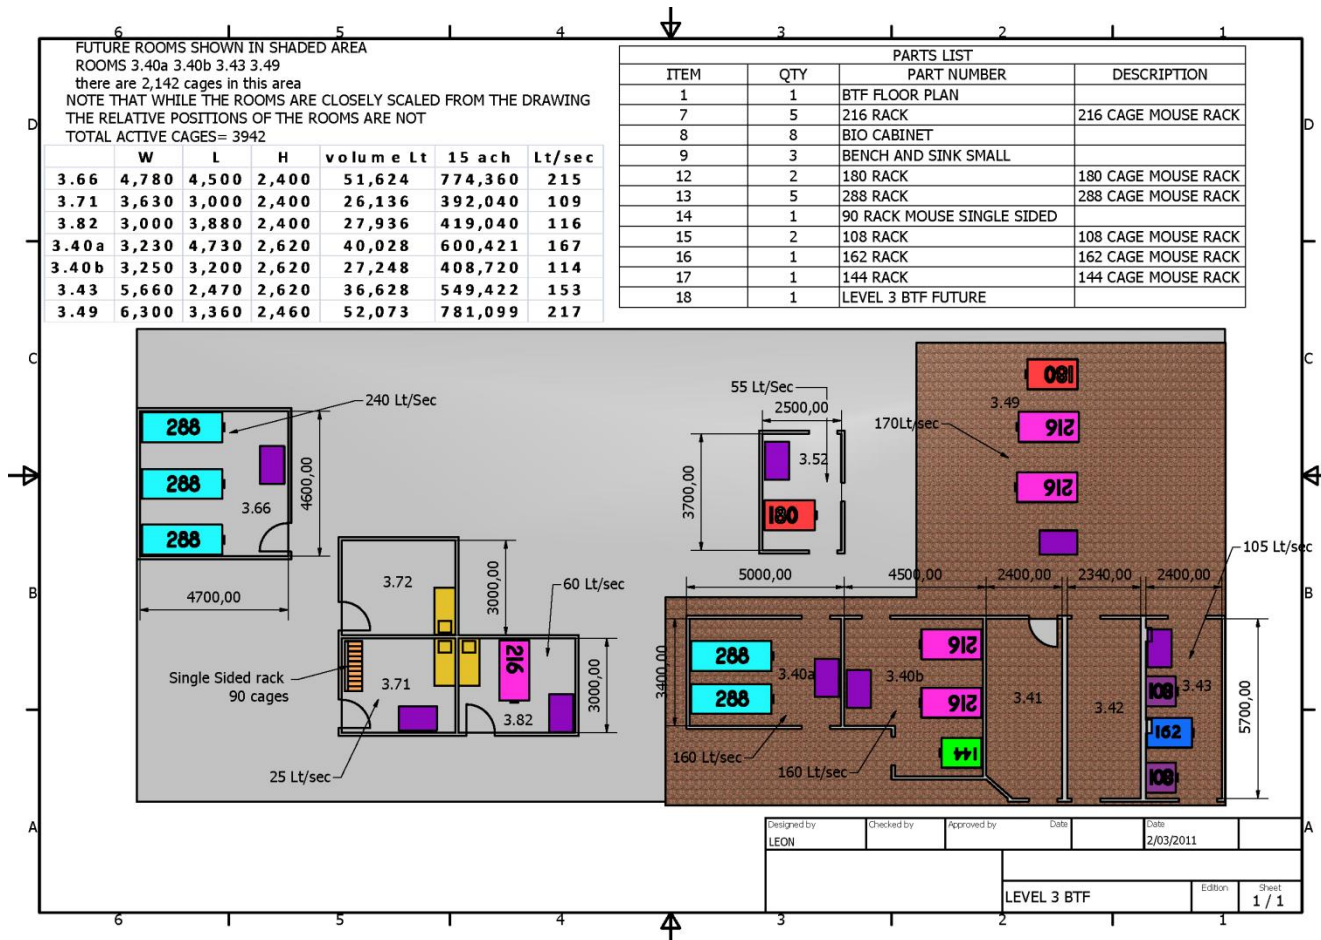 6 5 4 3 2 1
FUTURE ROOMS SHOWN IN SHADED AREA
ROOMS 3.40a 3.40b 3.43 3.49
there are 2,142 cages in this area
NOTE THAT WHILE THE ROOMS ARE CLOSELY SCALED FROM THE DRAWING
THE RELATIVE POSITIONS OF THE ROOMS ARE NOT
TOTAL ACTIVE CAGES= 3942
W L H volume Lt 15 ach Lt/sec
3.66 4,780 4,500 2,400 51,624 774,360 215
3.71 3,630 3,000 2,400 26,136 392,040 109
3.82 3,000 3,880 2,400 27,936 419,040 116
3.40a 3,230 4,730 2,620 40,028 600,421 167
3.40b 3,250 3,200 2,620 27,248 408,720 114
3.43 5,660 2,470 2,620 36,628 549,422 153
3.49 6,300 3,360 2,460 52,073 781,099 217
PARTS LIST
ITEM QTY PART NUMBER DESCRIPTION
1 1 BTF FLOOR PLAN
7 5 216 RACK 216 CAGE MOUSE RACK
8 8 BIO CABINET
9 3 BENCH AND SINK SMALL
12 2 180 RACK 180 CAGE MOUSE RACK
13 5 288 RACK 288 CAGE MOUSE RACK
14 1 90 RACK MOUSE SINGLE SIDED
15 2 108 RACK 108 CAGE MOUSE RACK
16 1 162 RACK 162 CAGE MOUSE RACK
17 1 144 RACK 144 CAGE MOUSE RACK
18 1 LEVEL 3 BTF FUTURE
D
D
C
C
B
B
A
A
240 Lt/Sec
288
288
288
3.66
4600,00
4700,00
3.72
3000,00
60 Lt/sec
Single Sided rack
90 cages
3.71
216
3.82
3000,00
25 Lt/sec
55 Lt/Sec
2500,00
3.52
3700,00
180
180
3.49
216
170Lt/sec
216
105 Lt/sec
5000,00 4500,00 2400,00 2340,00 2400,00
3400,00
288
288
3.40a
160 Lt/sec
3.40b
216
216
144
160 Lt/sec
3.41
3.42
3.43
108
162
108
5700,00
Designed by
LEON
Checked by
Approved by
Date
Date
2/03/2011
LEVEL 3 BTF
Edition
Sheet
1 / 1
6 5 4 3 2 1